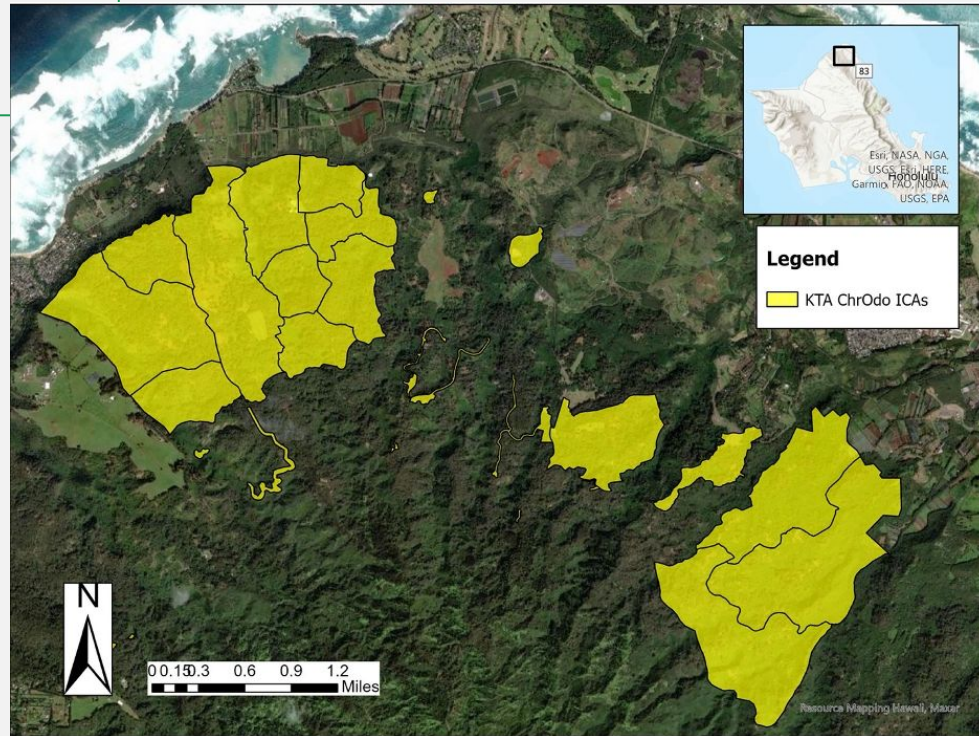 83
Esri, NASA, NGA,
USGS, Esri, HERE,
Honolulu
Garmin, FAO, NOAA,
USGS, EPA
Legend
KTA ChrOdo ICAs
N
0 0.15 0.3 0.6 0.9 1.2
Miles
Resource Mapping Hawaii, Maxar